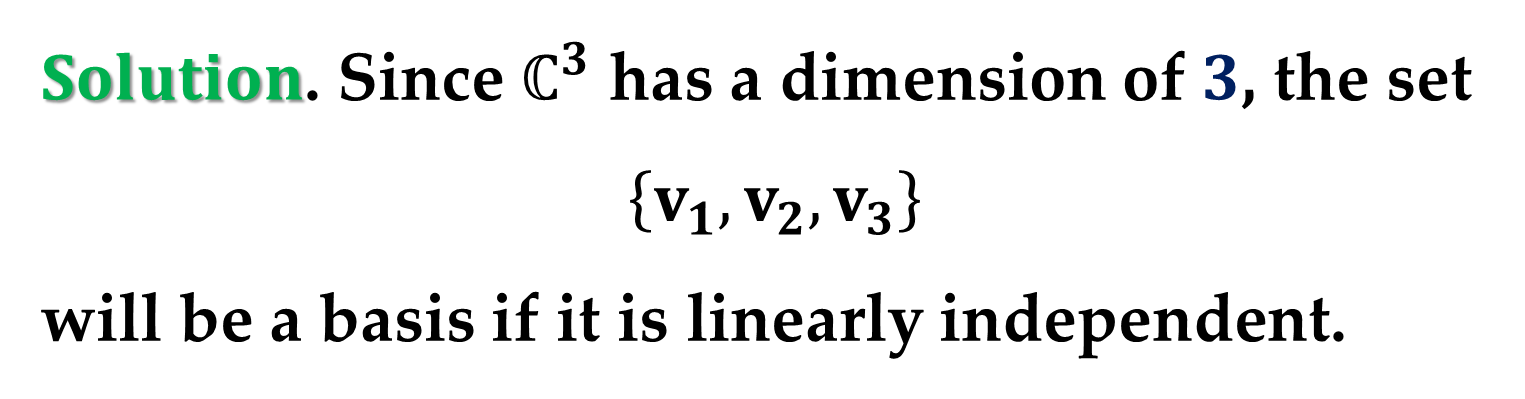 Solution. Since ℂ³ has a dimension of 3, the set
{v₁, v₂, v₃}
will be a basis if it is linearly independent.